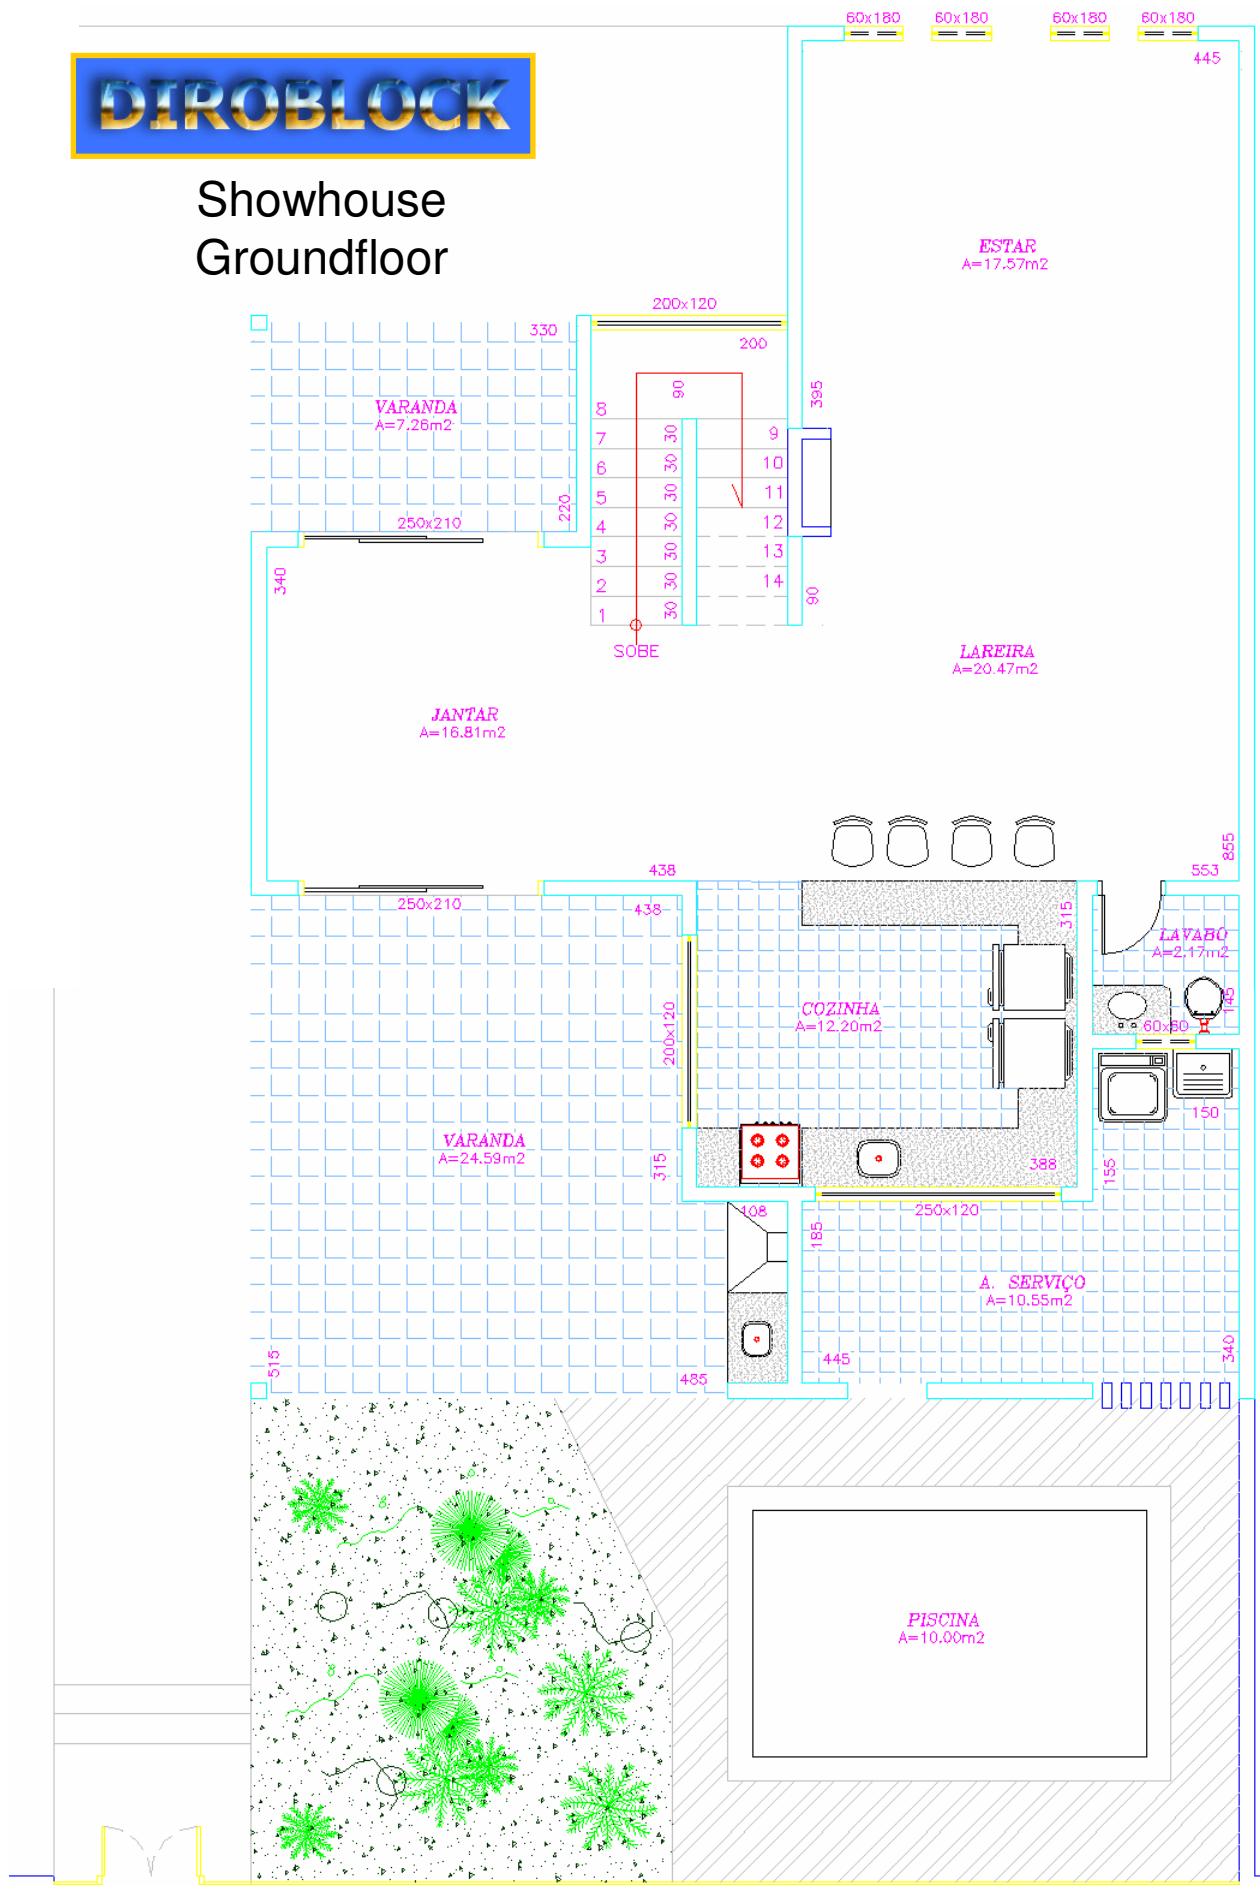 60x180
60x180
60x180
60x180
445
DIROBLOCK
Showhouse
Groundfloor
ESTAR
A=17.57m2
200x120
330
200
90
395
VARANDA
A=7.26m2
8
7
6
5
4
3
2
1
30
30
30
30
30
30
30
9
10
11
12
13
14
220
250x210
340
90
SOBE
LAREIRA
A=20.47m2
JANTAR
A=16.81m2
855
438
553
250x210
438
315
LAVABO
A=2.17m2
145
COZINHA
A=12.20m2
60x80
200x120
150
VARANDA
A=24.59m2
315
388
155
108
250x120
185
A. SERVIÇO
A=10.55m2
340
515
485
445
PISCINA
A=10.00m2